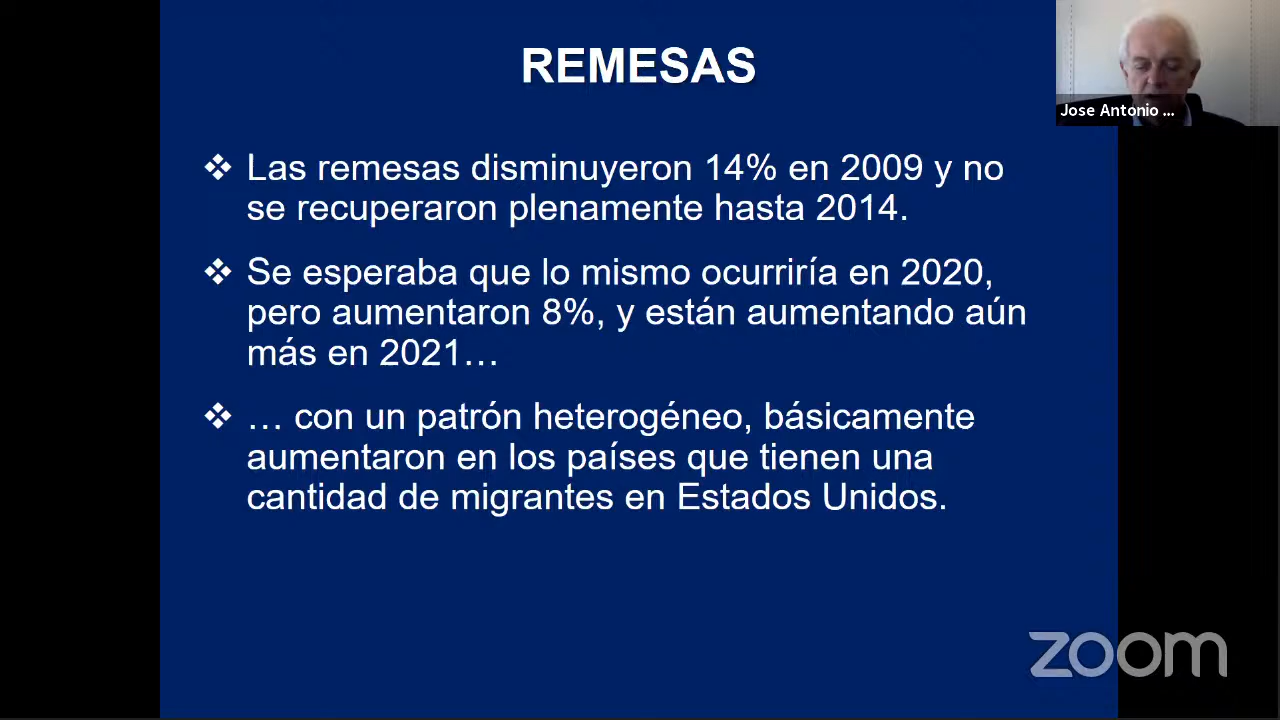 REMESAS
Jose Antonio ...
❖ Las remesas disminuyeron 14% en 2009 y no
se recuperaron plenamente hasta 2014.
❖ Se esperaba que lo mismo ocurriría en 2020,
pero aumentaron 8%, y están aumentando aún
más en 2021…
❖ … con un patrón heterogéneo, básicamente
aumentaron en los países que tienen una
cantidad de migrantes en Estados Unidos.
zoom